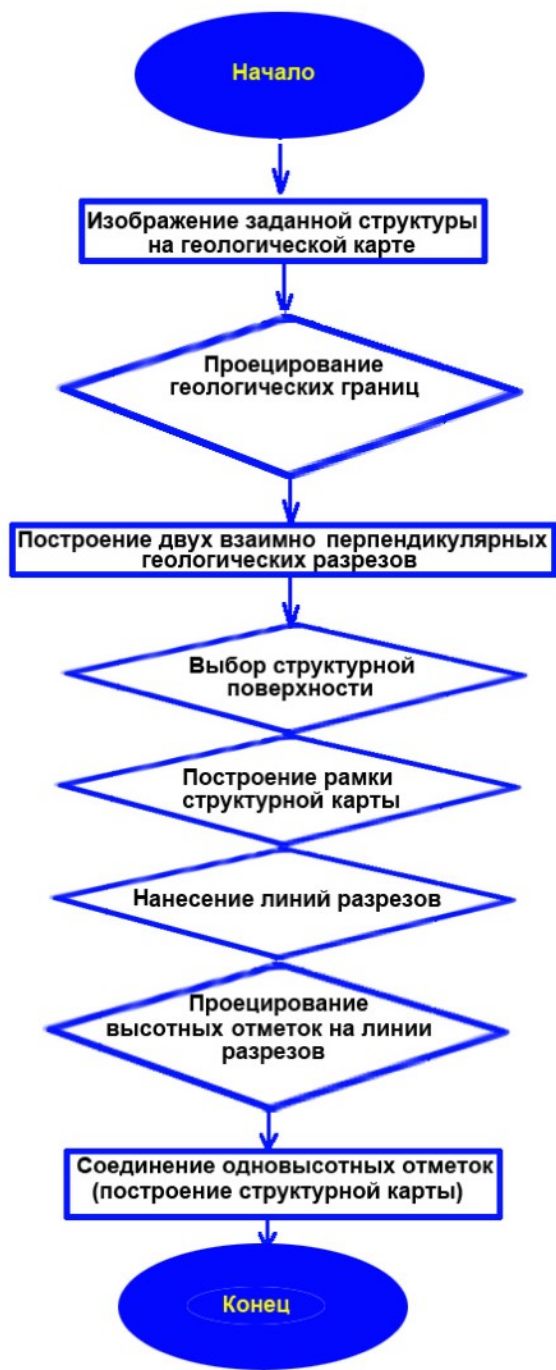 Начало
Изображение заданной структуры
на геологической карте
Проецирование
геологических границ
Построение двух взаимно перпендикулярных
геологических разрезов
Выбор структурной
поверхности
Построение рамки
структурной карты
Нанесение линий разрезов
Проецирование
высотных отметок на линии
разрезов
Соединение одновысотных отметок
(построение структурной карты)
Конец